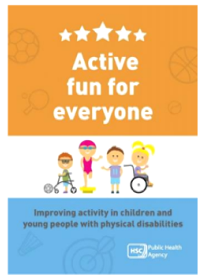 Active
fun for
everyone
Improving activity in children and
young people with physical disabilities
HSC Public Health
Agency